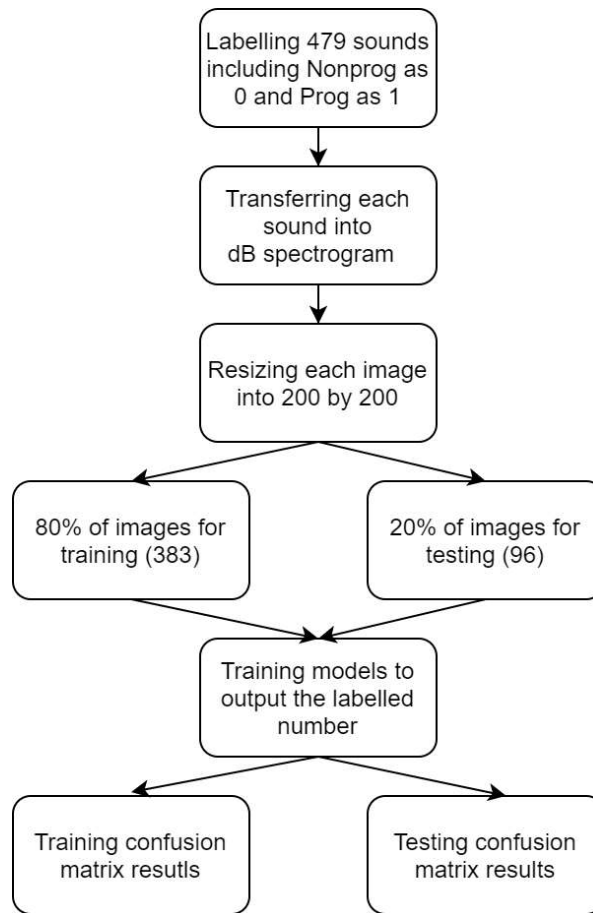 Labelling 479 sounds
including Nonprog as
0 and Prog as 1
Transferring each
sound into
dB spectrogram
Resizing each image
into 200 by 200
80% of images for
training (383)
20% of images for
testing (96)
Training models to
output the labelled
number
Training confusion
matrix resutls
Testing confusion
matrix results